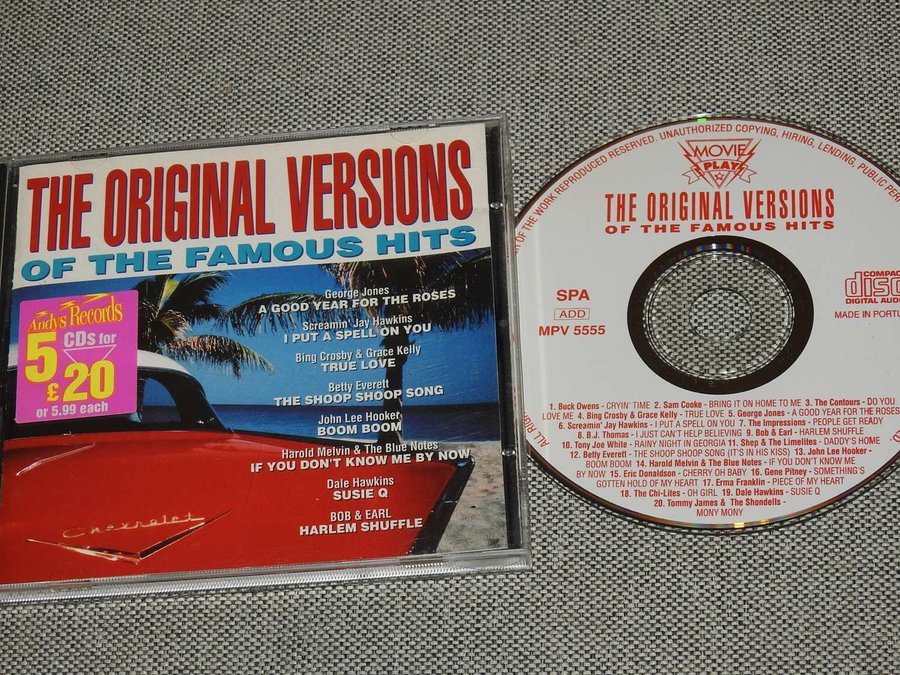 THE ORIGINAL VERSIONS
OF THE FAMOUS HITS
George Jones
A GOOD YEAR FOR THE ROSES
Screamin' Jay Hawkins
I PUT A SPELL ON YOU
Bing Crosby & Grace Kelly
TRUE LOVE
Betty Everett
THE SHOOP SHOOP SONG
John Lee Hooker
BOOM BOOM
Harold Melvin & The Blue Notes
IF YOU DON'T KNOW ME BY NOW
Dale Hawkins
SUSIE Q
BOB & EARL
HARLEM SHUFFLE
Andys Records
5 CDs for
£20
or 5.99 each
Chevrolet
OF THE WORK REPRODUCED RESERVED. UNAUTHORIZED COPYING, HIRING, LENDING, PUBLIC PER
MOVIE
PLAY
THE ORIGINAL VERSIONS
OF THE FAMOUS HITS
SPA
ADD
MPV 5555
COMPACT
disc
DIGITAL AUDIO
MADE IN PORTU
1. Buck Owens - CRYIN' TIME 2. Sam Cooke - BRING IT ON HOME TO ME 3. The Contours - DO YOU
LOVE ME 4. Bing Crosby & Grace Kelly - TRUE LOVE 5. George Jones - A GOOD YEAR FOR THE ROSES
6. Screamin' Jay Hawkins - I PUT A SPELL ON YOU 7. The Impressions - PEOPLE GET READY
8. B.J. Thomas - I JUST CAN'T HELP BELIEVING 9. Bob & Earl - HARLEM SHUFFLE
10. Tony Joe White - RAINY NIGHT IN GEORGIA 11. Shep & The Limelites - DADDY'S HOME
12. Betty Everett - THE SHOOP SHOOP SONG (IT'S IN HIS KISS) 13. John Lee Hooker -
BOOM BOOM 14. Harold Melvin & The Blue Notes - IF YOU DON'T KNOW ME
BY NOW 15. Eric Donaldson - CHERRY OH BABY 16. Gene Pitney - SOMETHING'S
GOTTEN HOLD OF MY HEART 17. Erma Franklin - PIECE OF MY HEART
18. The Chi-Lites - OH GIRL 19. Dale Hawkins - SUSIE Q
20. Tommy James & The Shondells -
MONY MONY